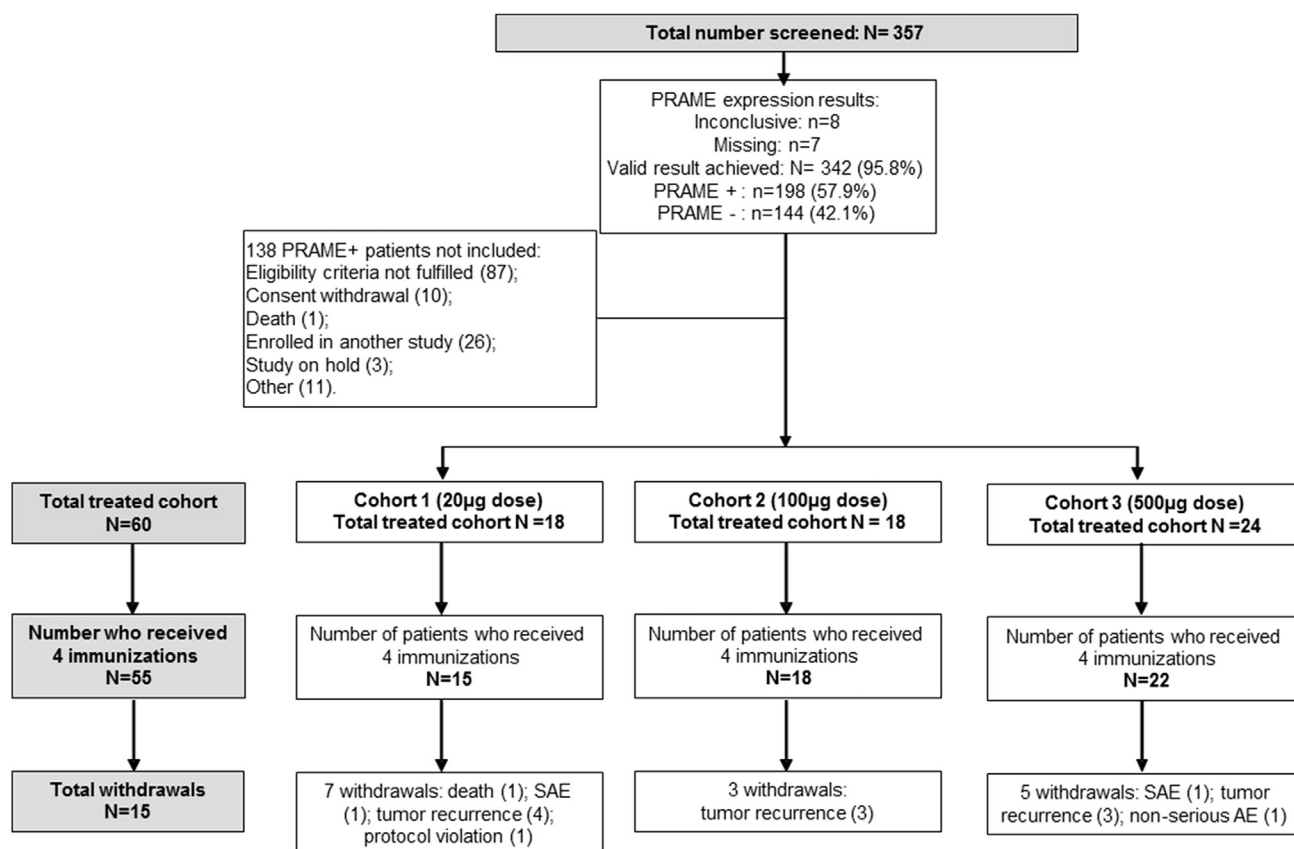 Total number screened: N= 357
PRAME expression results:
Inconclusive: n=8
Missing: n=7
Valid result achieved: N= 342 (95.8%)
PRAME + : n=198 (57.9%)
PRAME - : n=144 (42.1%)
138 PRAME+ patients not included:
Eligibility criteria not fulfilled (87);
Consent withdrawal (10);
Death (1);
Enrolled in another study (26);
Study on hold (3);
Other (11).
Total treated cohort
N=60
Cohort 1 (20µg dose)
Total treated cohort N =18
Cohort 2 (100µg dose)
Total treated cohort N = 18
Cohort 3 (500µg dose)
Total treated cohort N =24
Number who received
4 immunizations
N=55
Number of patients who received
4 immunizations
N=15
Number of patients who received
4 immunizations
N=18
Number of patients who received
4 immunizations
N=22
Total withdrawals
N=15
7 withdrawals: death (1); SAE
(1); tumor recurrence (4);
protocol violation (1)
3 withdrawals:
tumor recurrence (3)
5 withdrawals: SAE (1); tumor
recurrence (3); non-serious AE (1)